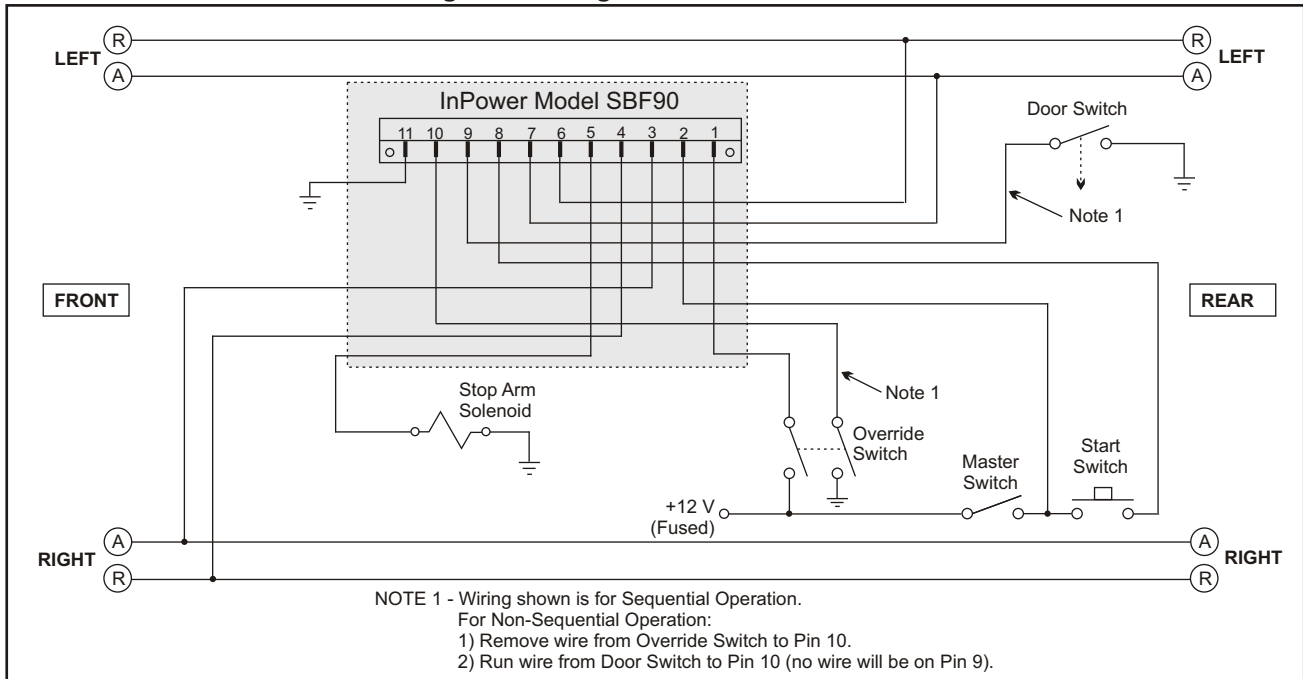 R
LEFT
A
R
LEFT
A
InPower Model SBF90
11 10 9 8 7 6 5 4 3 2 1
Door Switch
Note 1
FRONT
REAR
Stop Arm
Solenoid
Note 1
Override
Switch
Master
Switch
Start
Switch
+12 V
(Fused)
A
RIGHT
R
A
RIGHT
R
NOTE 1 - Wiring shown is for Sequential Operation.
For Non-Sequential Operation:
1) Remove wire from Override Switch to Pin 10.
2) Run wire from Door Switch to Pin 10 (no wire will be on Pin 9).